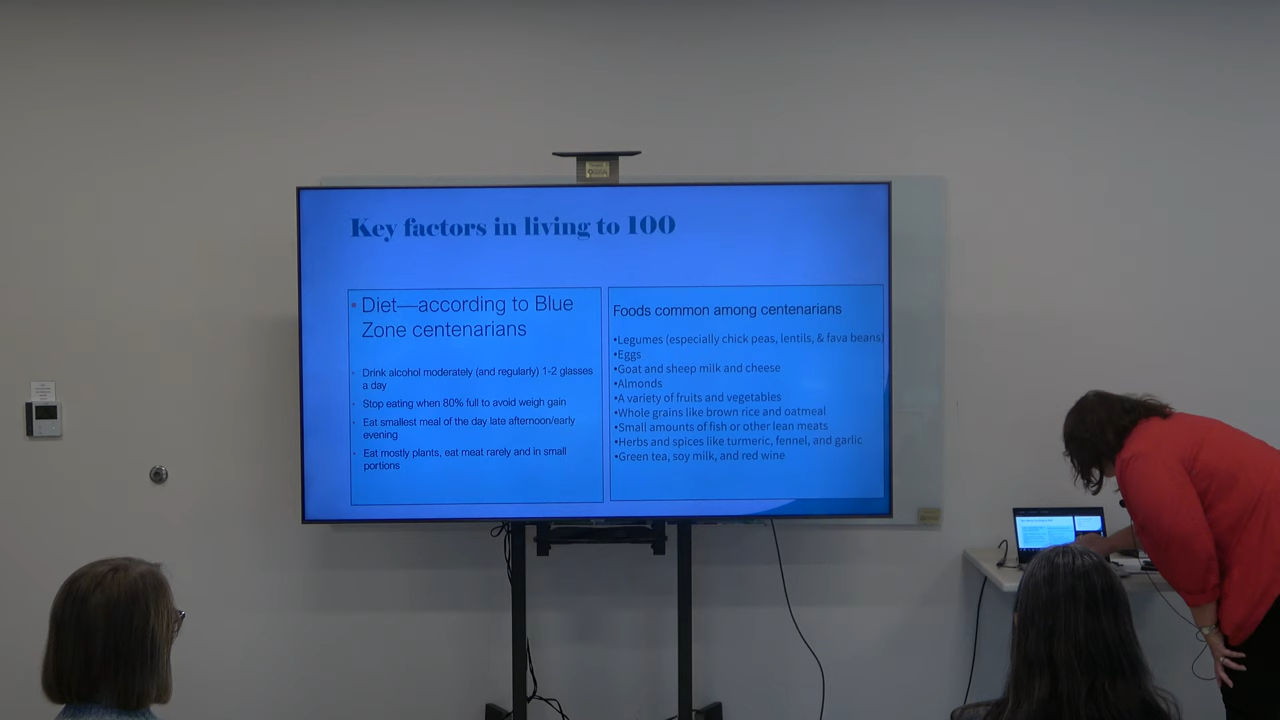 Key factors in living to 100
• Diet—according to Blue
Zone centenarians
• Drink alcohol moderately (and regularly) 1-2 glasses
a day
• Stop eating when 80% full to avoid weigh gain
• Eat smallest meal of the day late afternoon/early
evening
• Eat mostly plants, eat meat rarely and in small
portions
Foods common among centenarians
•Legumes (especially chick peas, lentils, & fava beans)
•Eggs
•Goat and sheep milk and cheese
•Almonds
•A variety of fruits and vegetables
•Whole grains like brown rice and oatmeal
•Small amounts of fish or other lean meats
•Herbs and spices like turmeric, fennel, and garlic
•Green tea, soy milk, and red wine